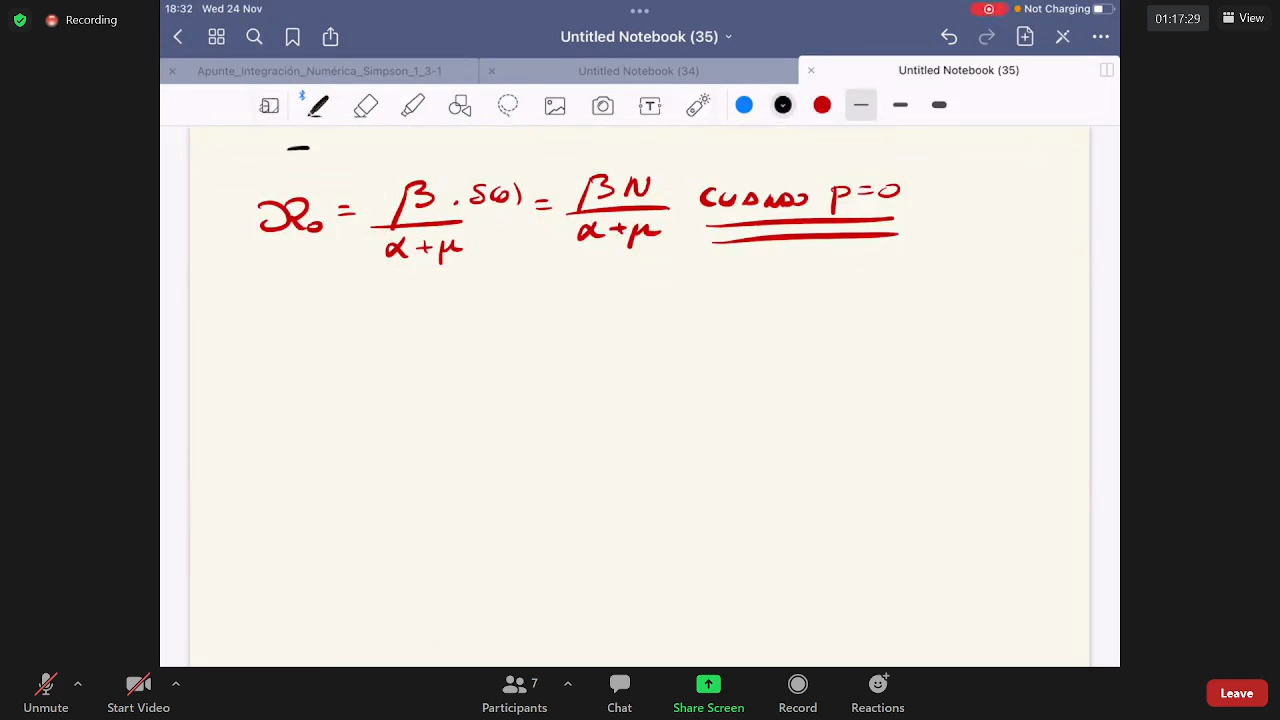 18:32 Wed 24 Nov
Not Charging
Recording
01:17:29
View
Untitled Notebook (35)
Apunte_Integración_Numérica_Simpson_1_3-1
Untitled Notebook (34)
Untitled Notebook (35)
T
ℛ₀ = β/(α+μ) · S(0) = βN/(α+μ) CUANDO p=0
Unmute
Start Video
7
Participants
Chat
Share Screen
Record
Reactions
Leave